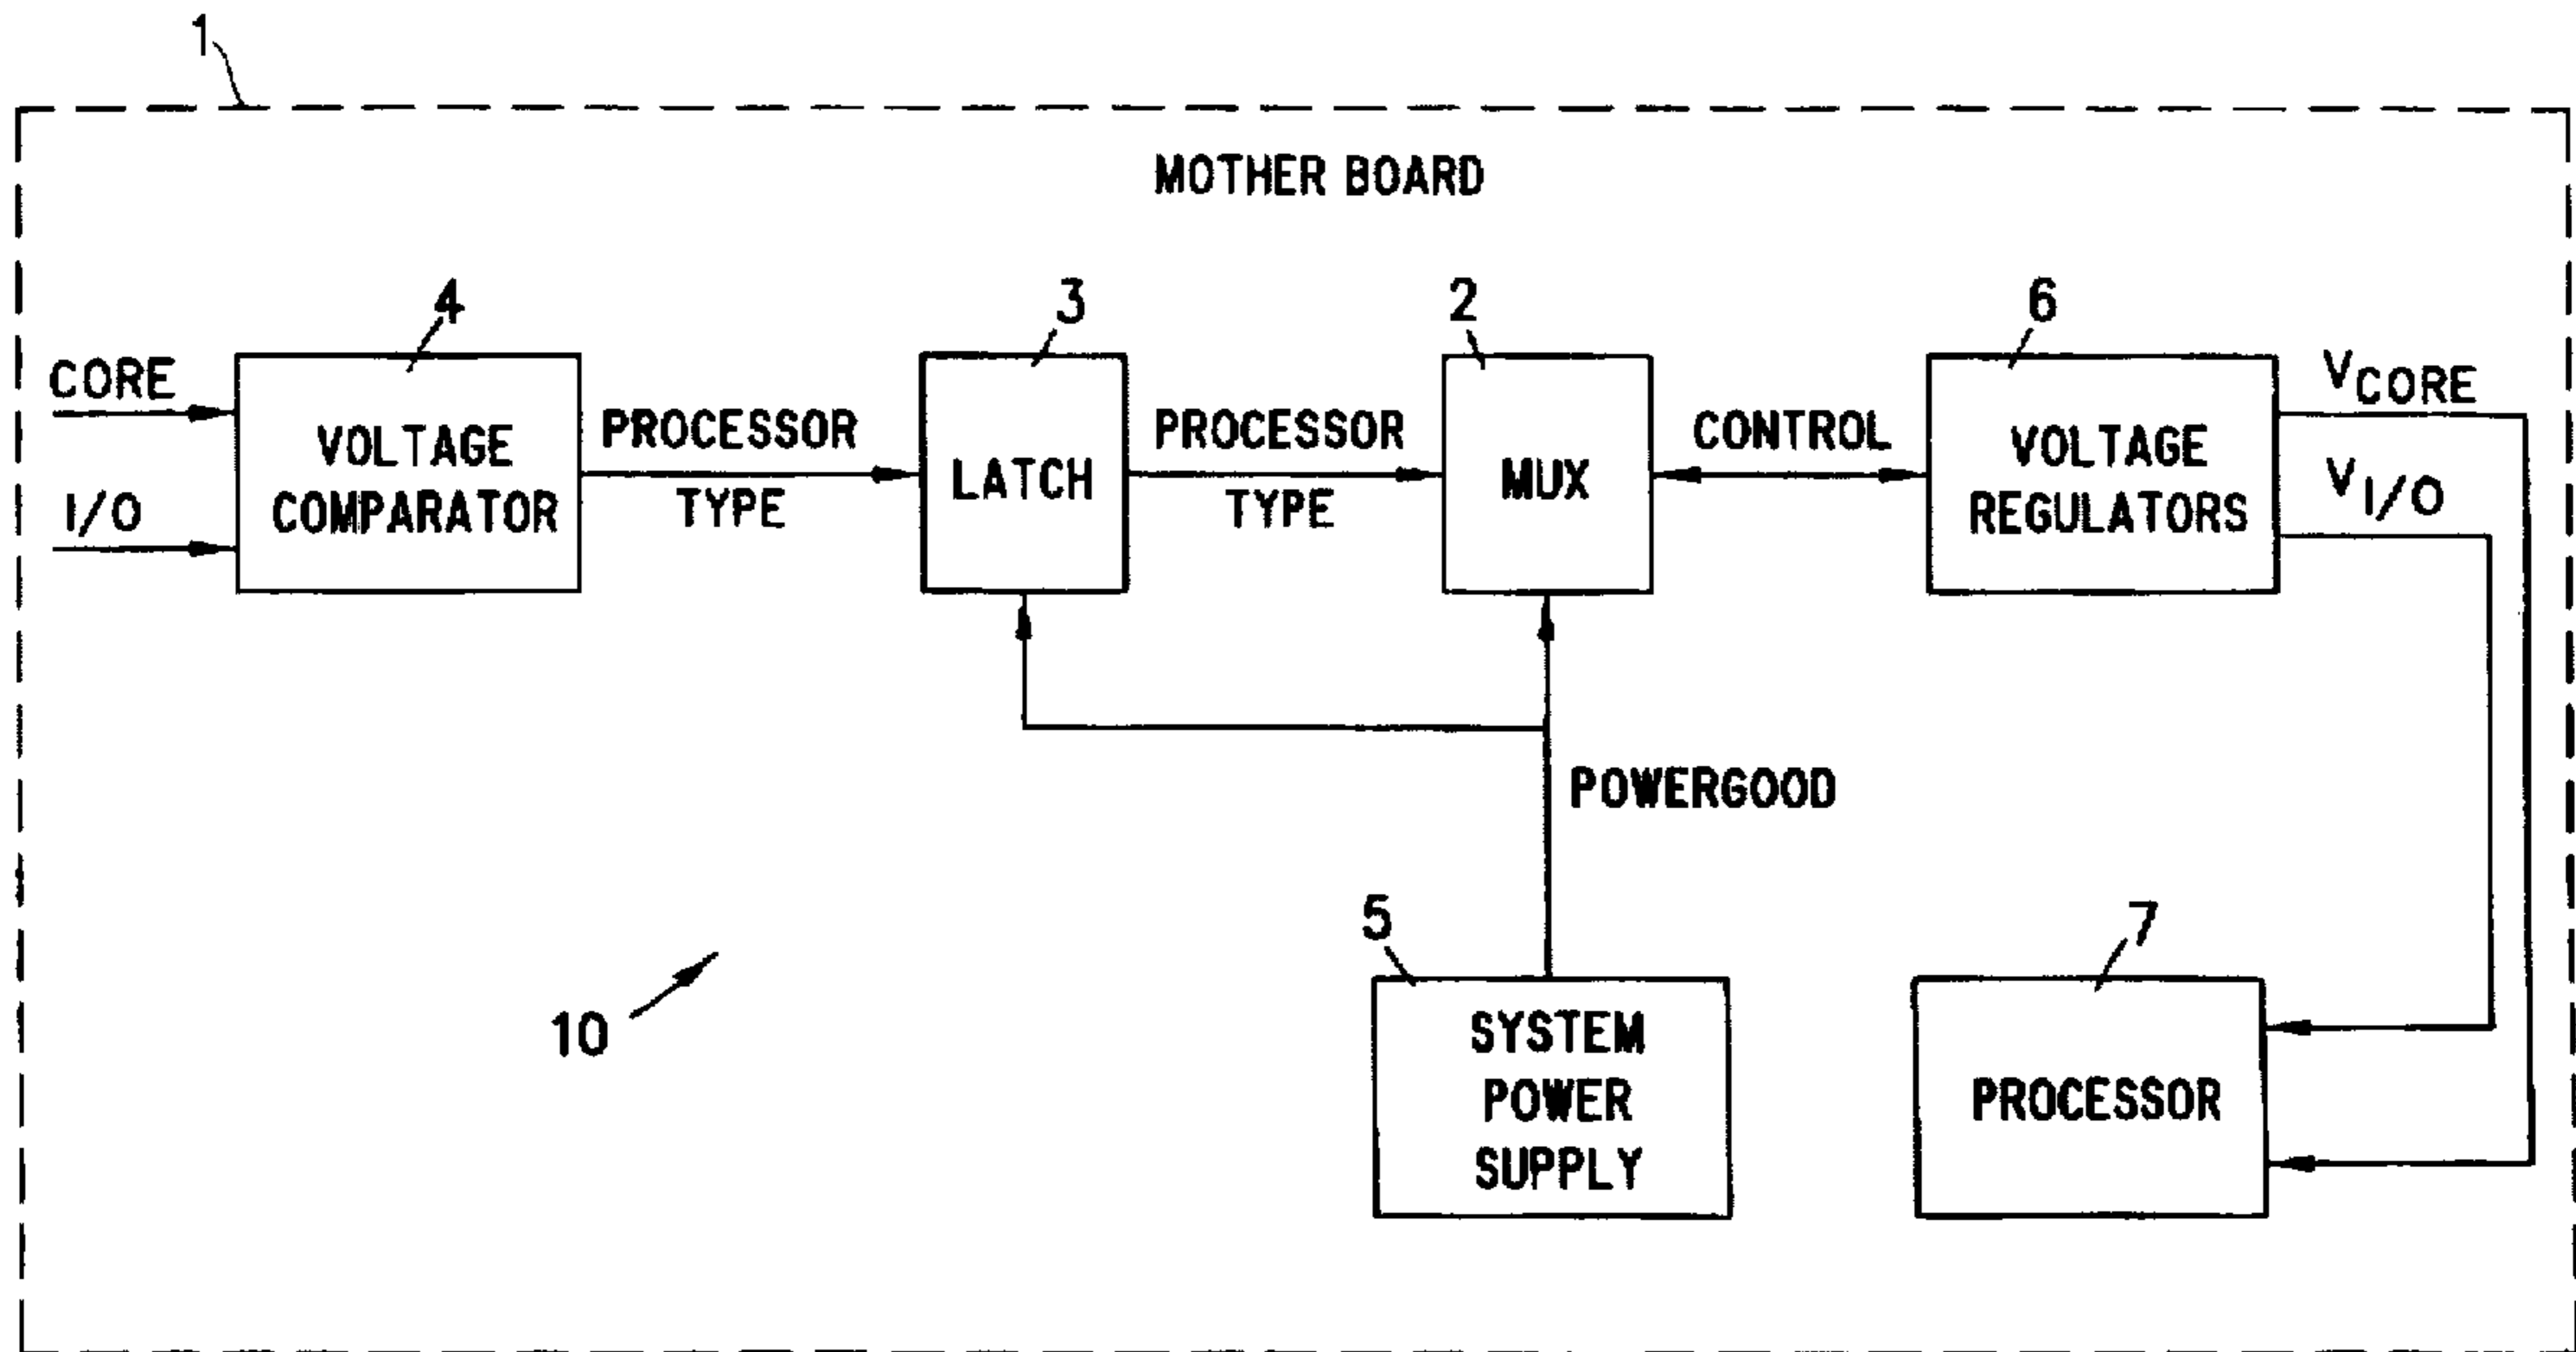 1
MOTHER BOARD
4
3
2
6
CORE
I/O
VOLTAGE
COMPARATOR
PROCESSOR
TYPE
LATCH
PROCESSOR
TYPE
MUX
CONTROL
VOLTAGE
REGULATORS
VCORE
VI/O
POWERGOOD
5
7
10
SYSTEM
POWER
SUPPLY
PROCESSOR